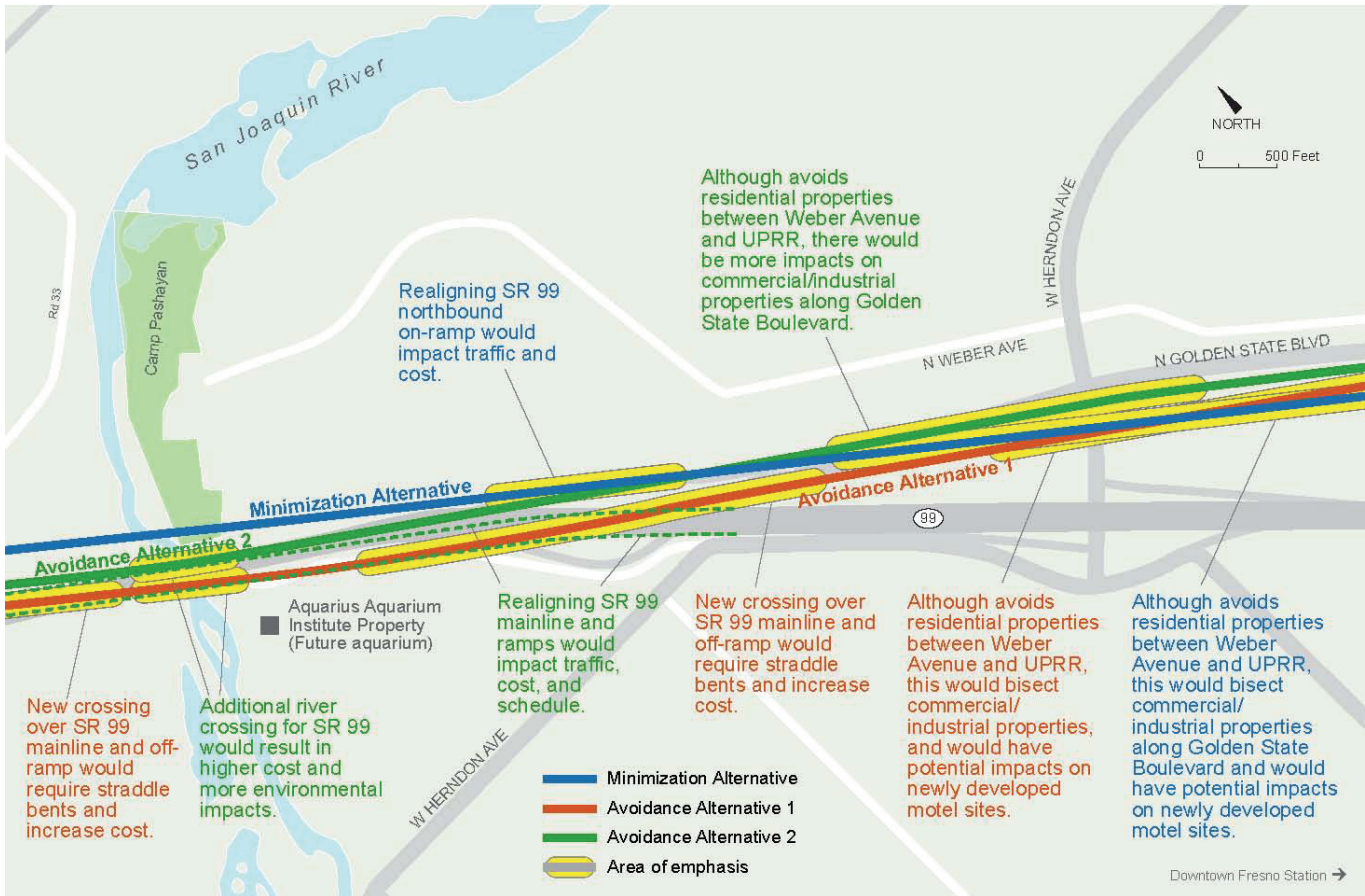 San Joaquin River
NORTH
0 500 Feet
Rd 33
Camp Pashayan
W HERNDON AVE
Although avoids
residential properties
between Weber Avenue
and UPRR, there would
be more impacts on
commercial/industrial
properties along Golden
State Boulevard.
Realigning SR 99
northbound
on-ramp would
impact traffic and
cost.
N WEBER AVE
N GOLDEN STATE BLVD
Minimization Alternative
Avoidance Alternative 1
Avoidance Alternative 2
99
Aquarius Aquarium
Institute Property
(Future aquarium)
New crossing
over SR 99
mainline and off-
ramp would
require straddle
bents and
increase cost.
Additional river
crossing for SR 99
would result in
higher cost and
more environmental
impacts.
Realigning SR 99
mainline and
ramps would
impact traffic,
cost, and
schedule.
New crossing over
SR 99 mainline and
off-ramp would
require straddle
bents and increase
cost.
Although avoids
residential properties
between Weber
Avenue and UPRR,
this would bisect
commercial/
industrial properties,
and would have
potential impacts on
newly developed
motel sites.
Although avoids
residential properties
between Weber
Avenue and UPRR,
this would bisect
commercial/
industrial properties
along Golden State
Boulevard and would
have potential impacts
on newly developed
motel sites.
W HERNDON AVE
Minimization Alternative
Avoidance Alternative 1
Avoidance Alternative 2
Area of emphasis
Downtown Fresno Station →